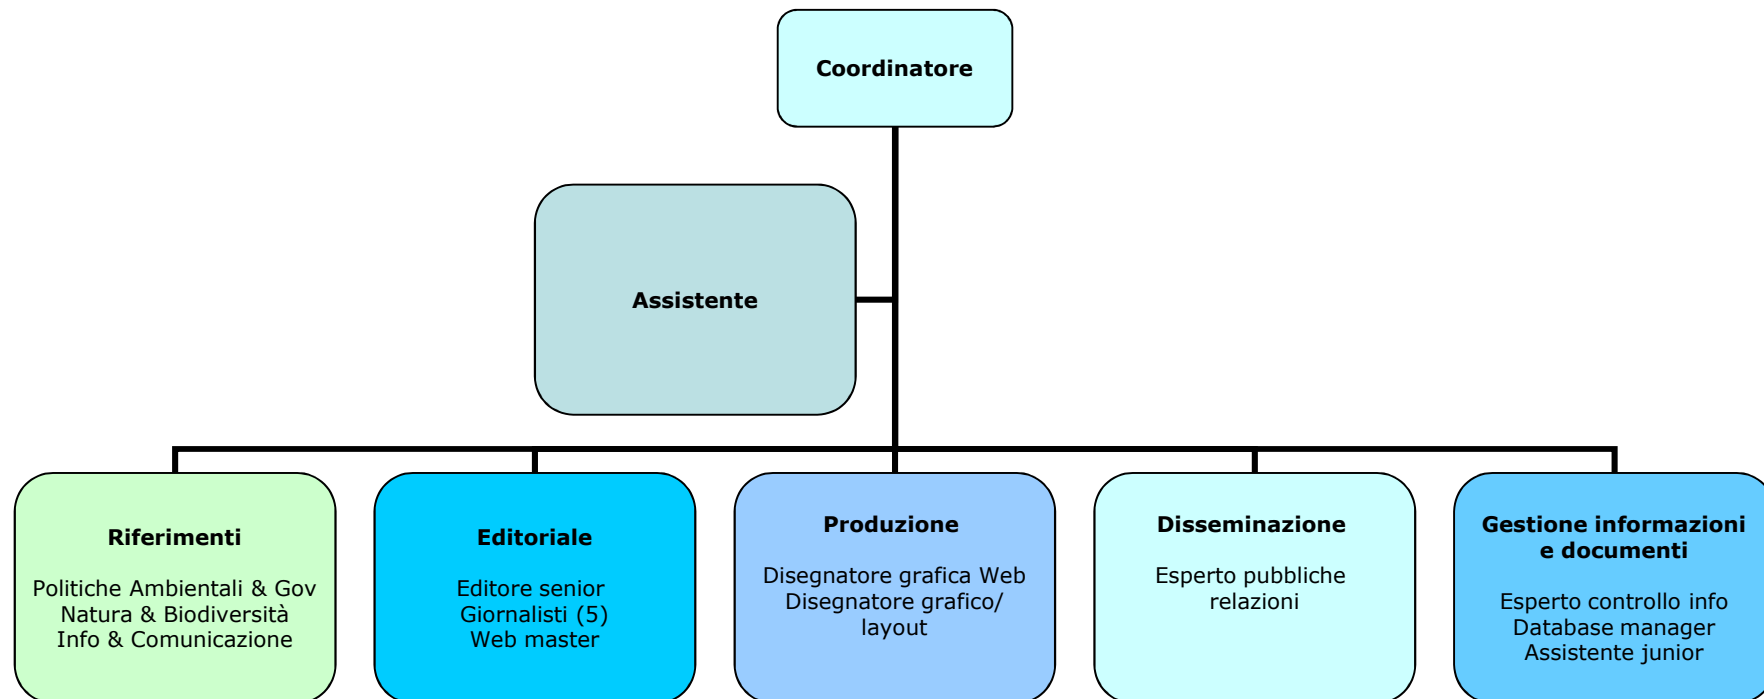 Coordinatore
Assistente
Riferimenti
Politiche Ambientali & Gov
Natura & Biodiversità
Info & Comunicazione
Editoriale
Editore senior
Giornalisti (5)
Web master
Produzione
Disegnatore grafica Web
Disegnatore grafico/
layout
Disseminazione
Esperto pubbliche
relazioni
Gestione informazioni
e documenti
Esperto controllo info
Database manager
Assistente junior